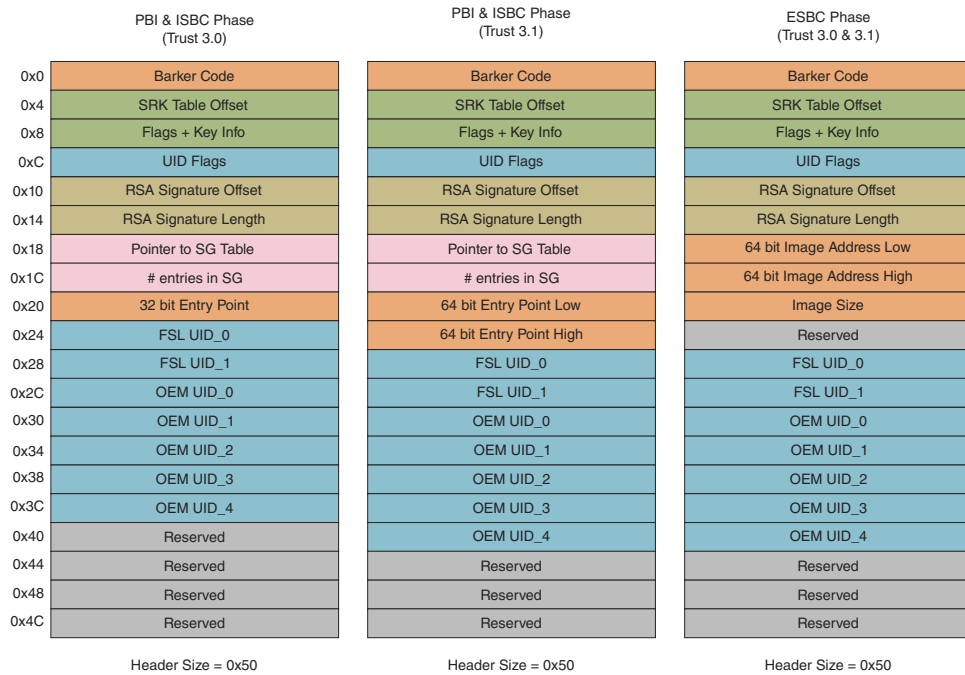 PBI & ISBC Phase
(Trust 3.0)
PBI & ISBC Phase
(Trust 3.1)
ESBC Phase
(Trust 3.0 & 3.1)
0x0 Barker Code Barker Code Barker Code
0x4 SRK Table Offset SRK Table Offset SRK Table Offset
0x8 Flags + Key Info Flags + Key Info Flags + Key Info
0xC UID Flags UID Flags UID Flags
0x10 RSA Signature Offset RSA Signature Offset RSA Signature Offset
0x14 RSA Signature Length RSA Signature Length RSA Signature Length
0x18 Pointer to SG Table Pointer to SG Table 64 bit Image Address Low
0x1C # entries in SG # entries in SG 64 bit Image Address High
0x20 32 bit Entry Point 64 bit Entry Point Low Image Size
0x24 FSL UID_0 64 bit Entry Point High Reserved
0x28 FSL UID_1 FSL UID_0 FSL UID_0
0x2C OEM UID_0 FSL UID_1 FSL UID_1
0x30 OEM UID_1 OEM UID_0 OEM UID_0
0x34 OEM UID_2 OEM UID_1 OEM UID_1
0x38 OEM UID_3 OEM UID_2 OEM UID_2
0x3C OEM UID_4 OEM UID_3 OEM UID_3
0x40 Reserved OEM UID_4 OEM UID_4
0x44 Reserved Reserved Reserved
0x48 Reserved Reserved Reserved
0x4C Reserved Reserved Reserved
Header Size = 0x50 Header Size = 0x50 Header Size = 0x50